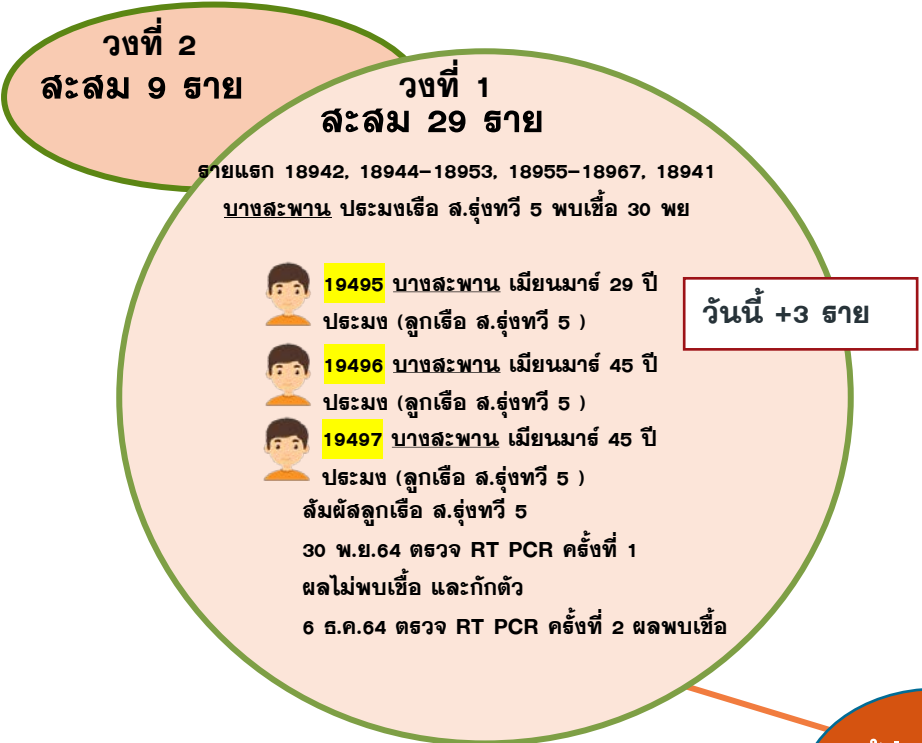 วงที่ 2
สะสม 9 ราย
วงที่ 1
สะสม 29 ราย
รายแรก 18942, 18944–18953, 18955–18967, 18941
บางสะพาน ประมงเรือ ส.รุ่งทวี 5 พบเชื้อ 30 พย
19495 บางสะพาน เมียนมาร์ 29 ปี
ประมง (ลูกเรือ ส.รุ่งทวี 5 )
วันนี้ +3 ราย
19496 บางสะพาน เมียนมาร์ 45 ปี
ประมง (ลูกเรือ ส.รุ่งทวี 5 )
19497 บางสะพาน เมียนมาร์ 45 ปี
ประมง (ลูกเรือ ส.รุ่งทวี 5 )
สัมผัสลูกเรือ ส.รุ่งทวี 5
30 พ.ย.64 ตรวจ RT PCR ครั้งที่ 1
ผลไม่พบเชื้อ และกักตัว
6 ธ.ค.64 ตรวจ RT PCR ครั้งที่ 2 ผลพบเชื้อ